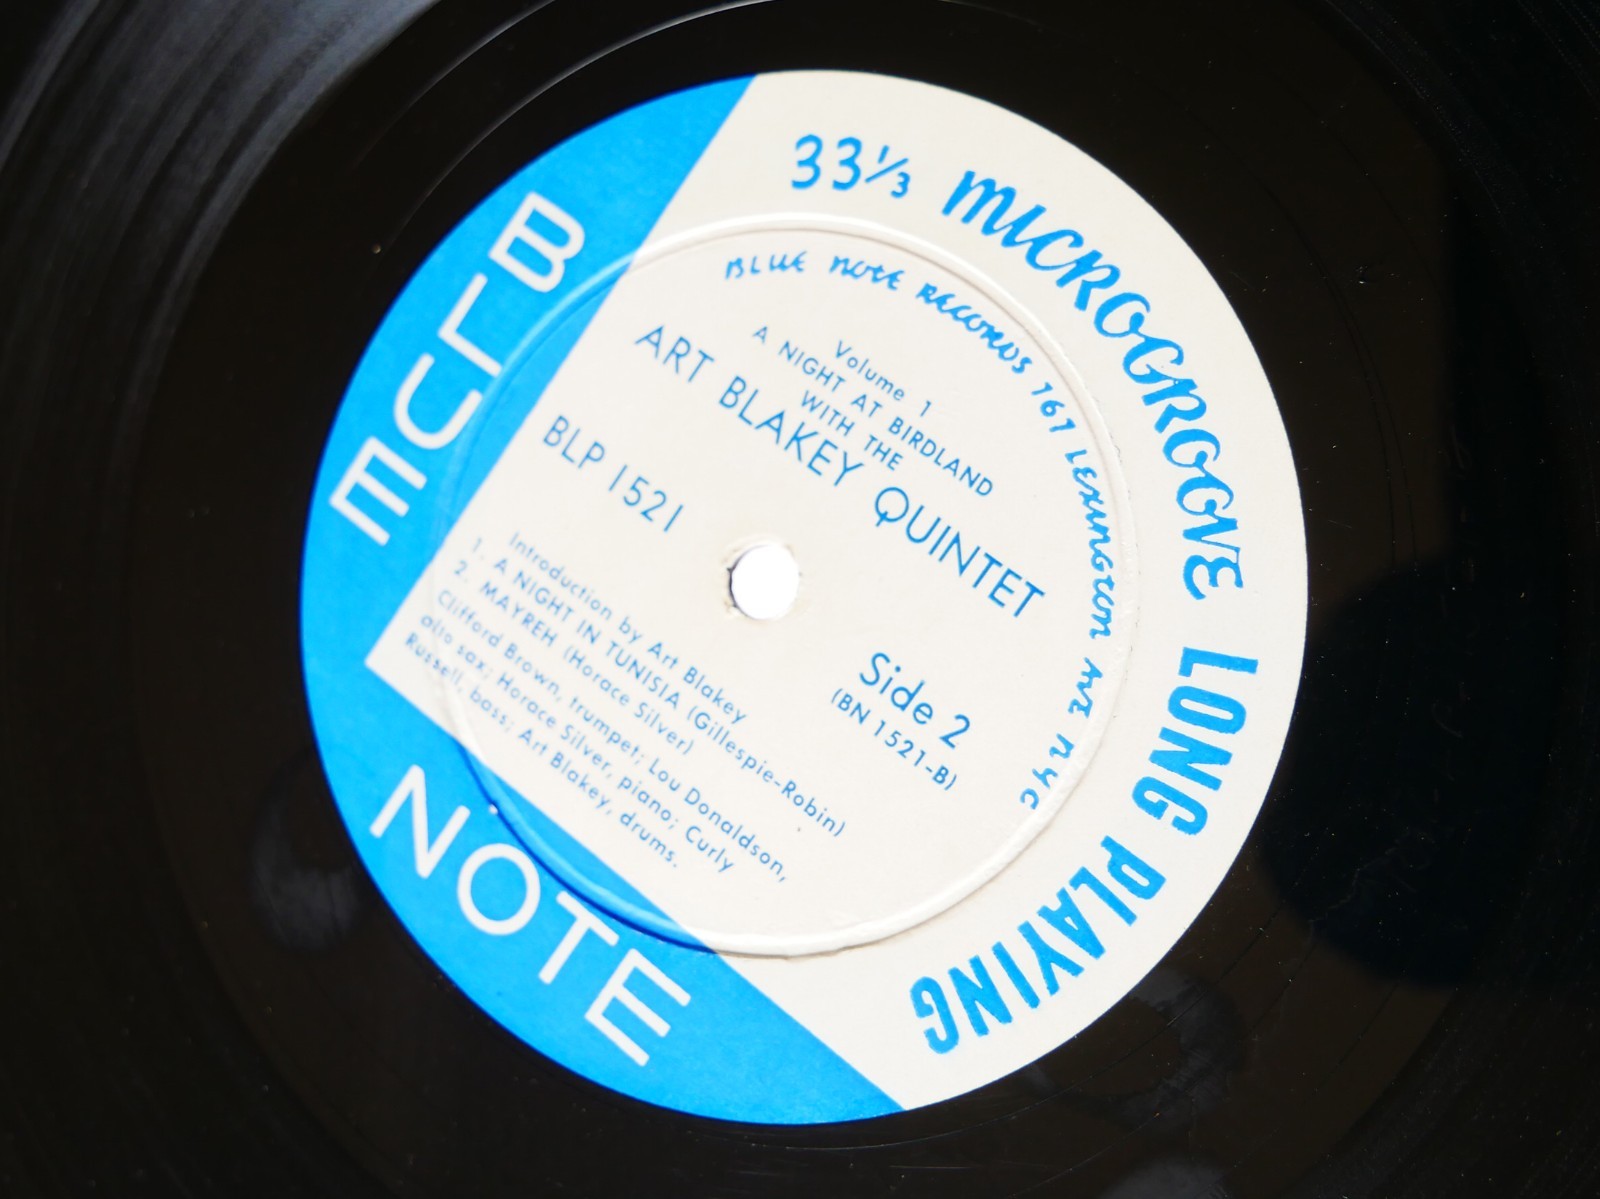 BLUE
NOTE
33⅓ MICROGROOVE LONG PLAYING
BLUE NOTE RECORDS 767 LEXINGTON AVE NYC
Volume 1
A NIGHT AT BIRDLAND
WITH THE
ART BLAKEY QUINTET
BLP 1521
Side 2
(BN 1521-B)
Introduction by Art Blakey
1. A NIGHT IN TUNISIA (Gillespie-Robin)
2. MAYREH (Horace Silver)
Clifford Brown, trumpet; Lou Donaldson,
alto sax; Horace Silver, piano; Curly
Russell, bass; Art Blakey, drums.